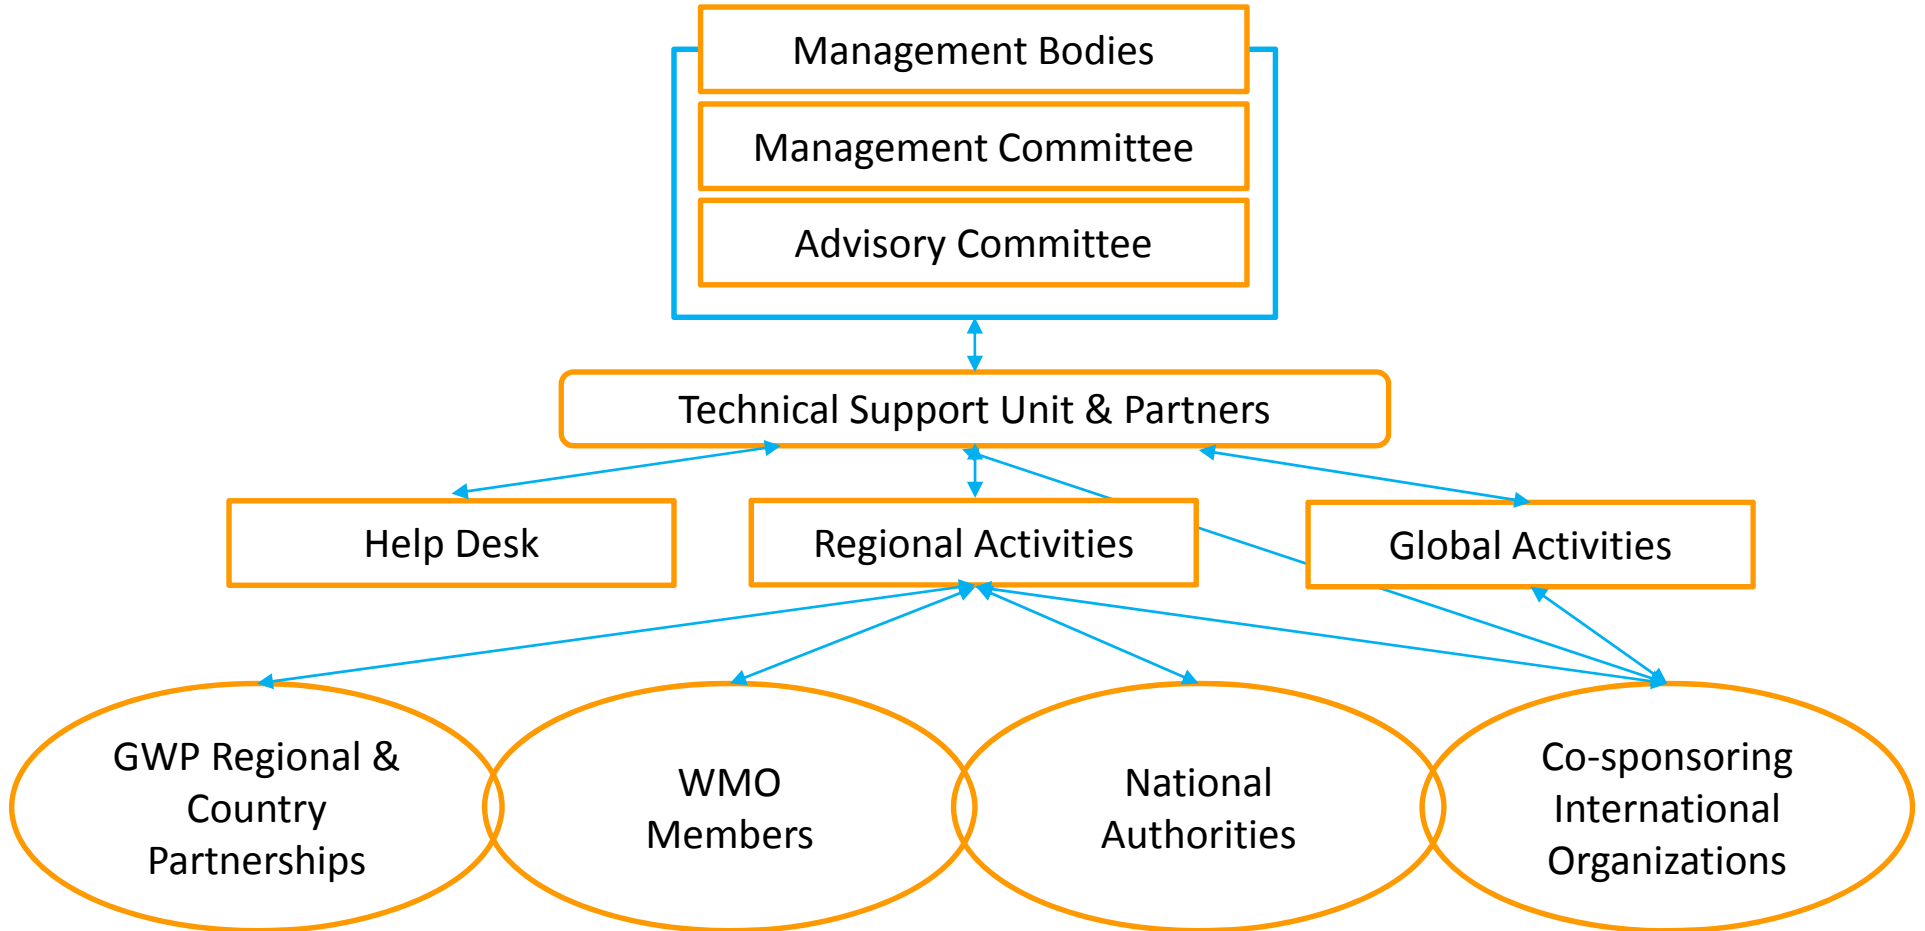 Management Bodies
Management Committee
Advisory Committee
Technical Support Unit & Partners
Help Desk
Regional Activities
Global Activities
GWP Regional &
Country
Partnerships
WMO
Members
National
Authorities
Co-sponsoring
International
Organizations